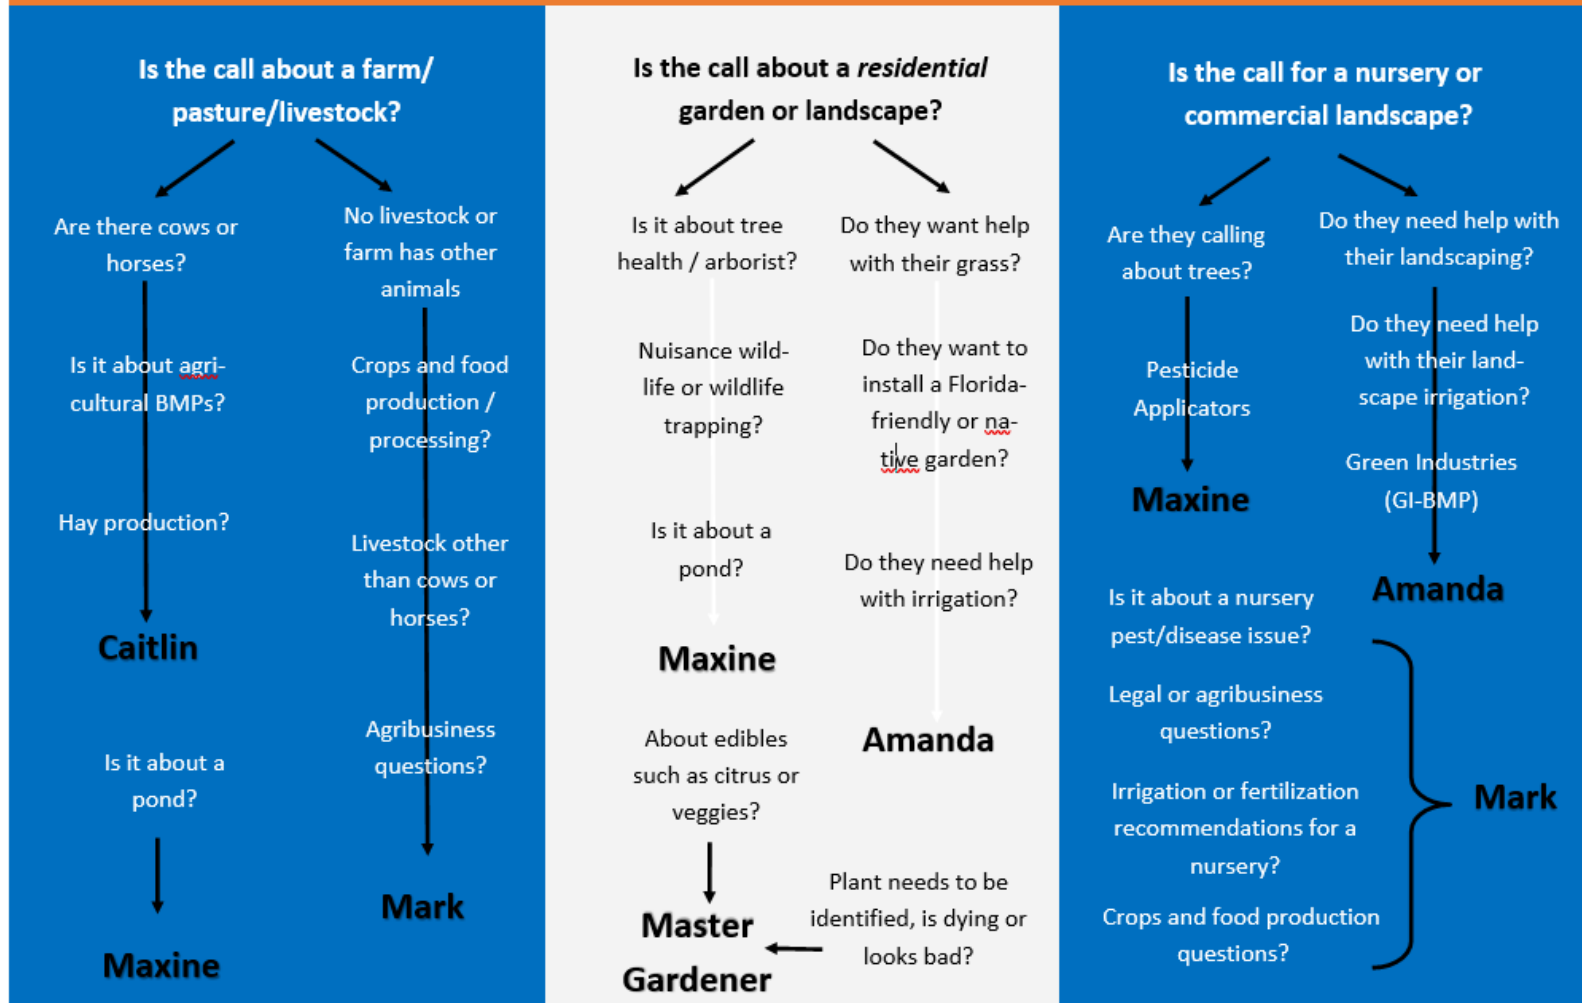 Is the call about a farm/
pasture/livestock?
Are there cows or
horses?
Is it about agri-
cultural BMPs?
Hay production?
Caitlin
Is it about a
pond?
Maxine
No livestock or
farm has other
animals
Crops and food
production /
processing?
Livestock other
than cows or
horses?
Agribusiness
questions?
Mark
Is the call about a residential
garden or landscape?
Is it about tree
health / arborist?
Nuisance wild-
life or wildlife
trapping?
Is it about a
pond?
Maxine
About edibles
such as citrus or
veggies?
Master
Gardener
Do they want help
with their grass?
Do they want to
install a Florida-
friendly or na-
tive garden?
Do they need help
with irrigation?
Amanda
Plant needs to be
identified, is dying or
looks bad?
Is the call for a nursery or
commercial landscape?
Are they calling
about trees?
Pesticide
Applicators
Maxine
Do they need help with
their landscaping?
Do they need help
with their land-
scape irrigation?
Green Industries
(GI-BMP)
Amanda
Is it about a nursery
pest/disease issue?
Legal or agribusiness
questions?
Irrigation or fertilization
recommendations for a
nursery?
Crops and food production
questions?
Mark